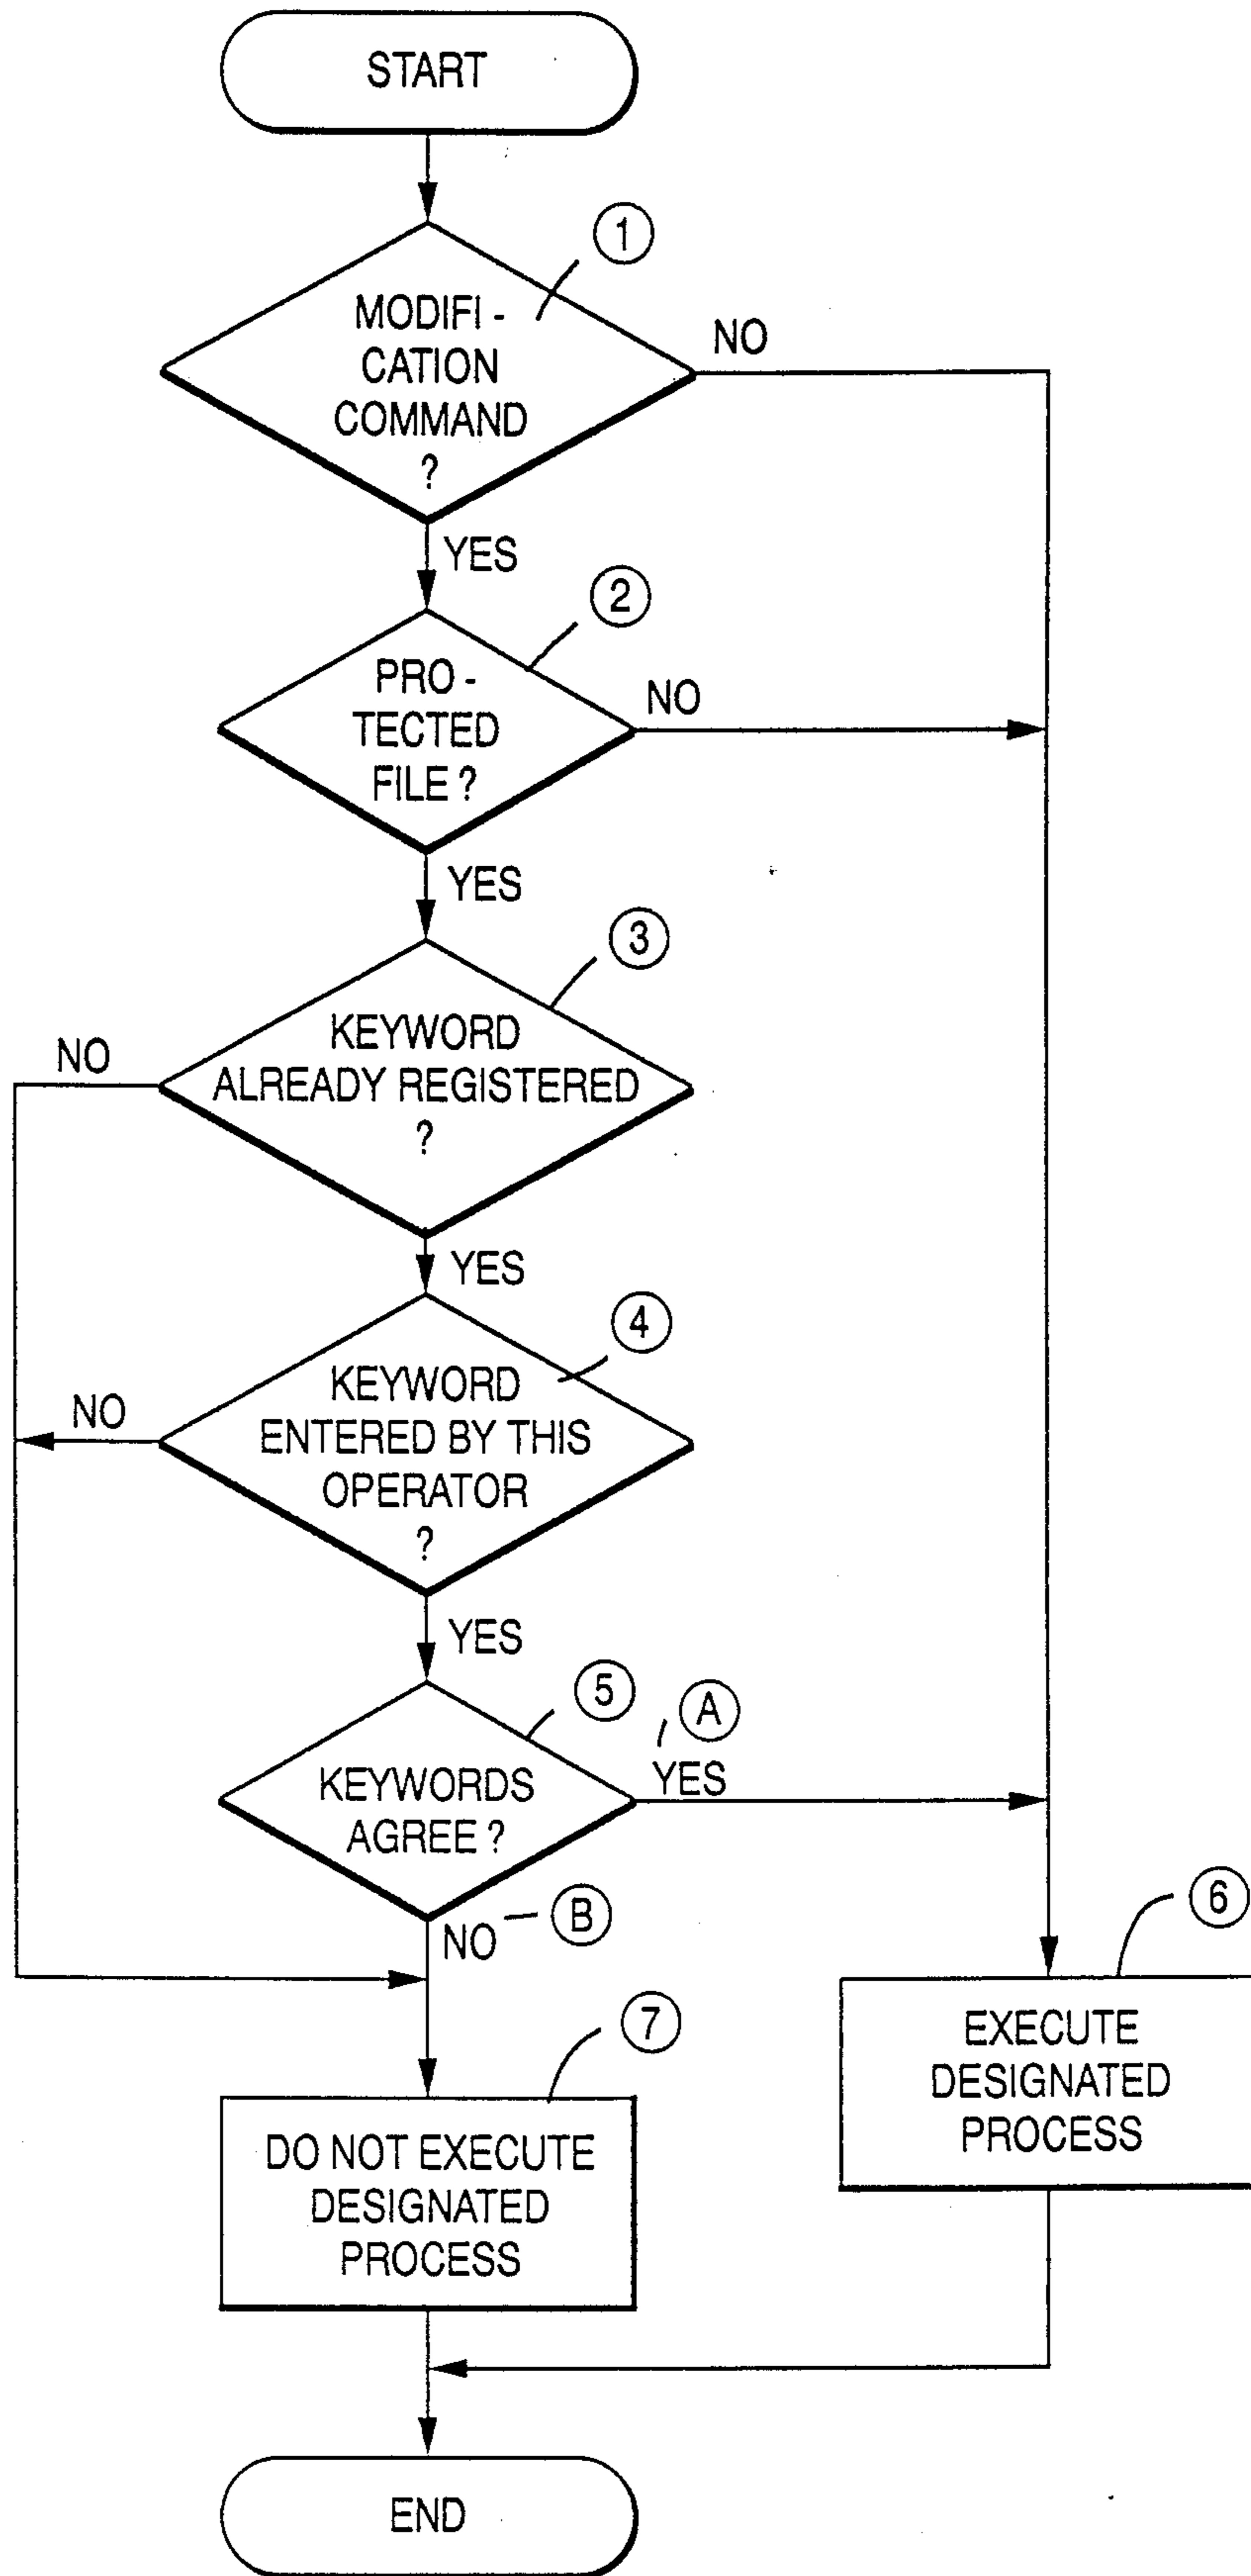 START
1
MODIFI -
CATION
COMMAND
?
NO
YES
2
PRO -
TECTED
FILE ?
NO
YES
3
KEYWORD
ALREADY REGISTERED
?
NO
YES
4
KEYWORD
ENTERED BY THIS
OPERATOR
?
NO
YES
5
A
YES
KEYWORDS
AGREE ?
NO
B
6
EXECUTE
DESIGNATED
PROCESS
7
DO NOT EXECUTE
DESIGNATED
PROCESS
END